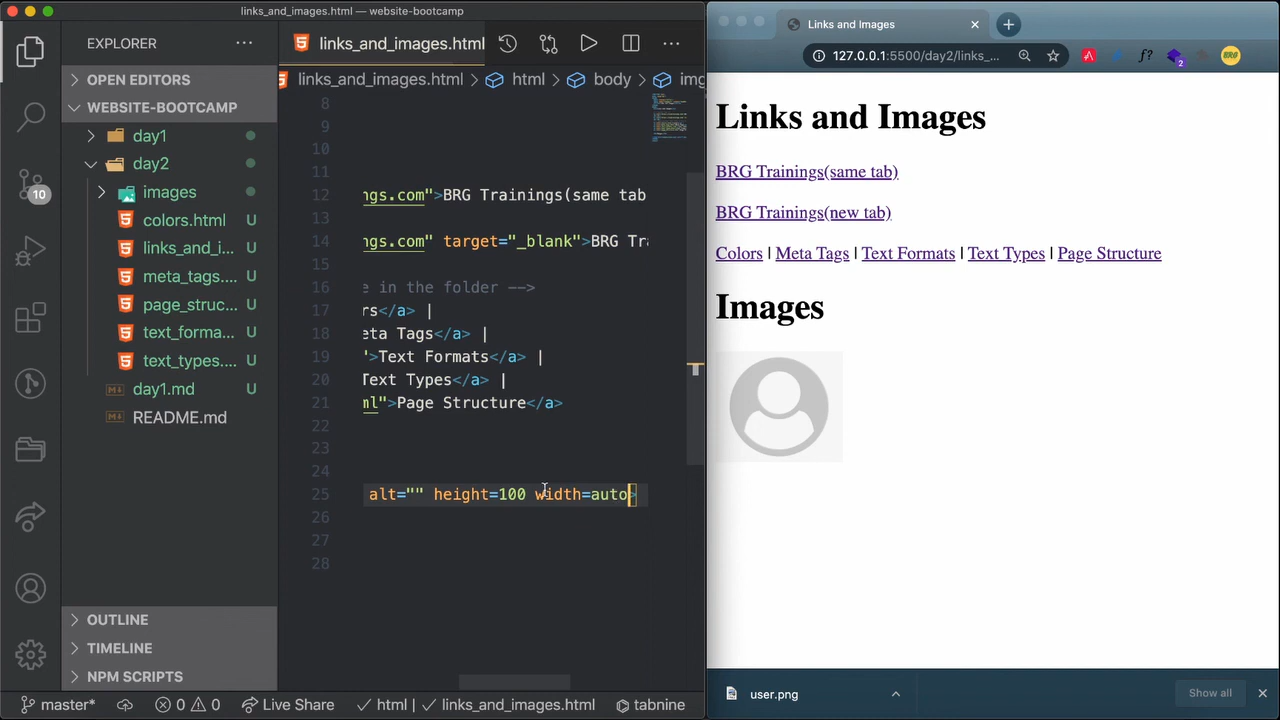 links_and_images.html — website-bootcamp
EXPLORER
OPEN EDITORS
WEBSITE-BOOTCAMP
day1
day2
images
colors.html U
links_and_i... U
meta_tags.... U
page_struc... U
text_forma... U
text_types.... U
day1.md U
README.md
10
OUTLINE
TIMELINE
NPM SCRIPTS
links_and_images.html
links_and_images.html > html > body > img
8
9
10
11
12 ngs.com">BRG Trainings(same tab
13
14 ngs.com" target="_blank">BRG Tra
15
16 e in the folder -->
17 rs</a> |
18 eta Tags</a> |
19 ">Text Formats</a> |
20 Text Types</a> |
21 ml">Page Structure</a>
22
23
24
25 alt="" height=100 width=auto>
26
27
28
master* 0 0 Live Share html | links_and_images.html tabnine
Links and Images
127.0.0.1:5500/day2/links_...
f?
2
BRG
Links and Images
BRG Trainings(same tab)
BRG Trainings(new tab)
Colors | Meta Tags | Text Formats | Text Types | Page Structure
Images
user.png
Show all